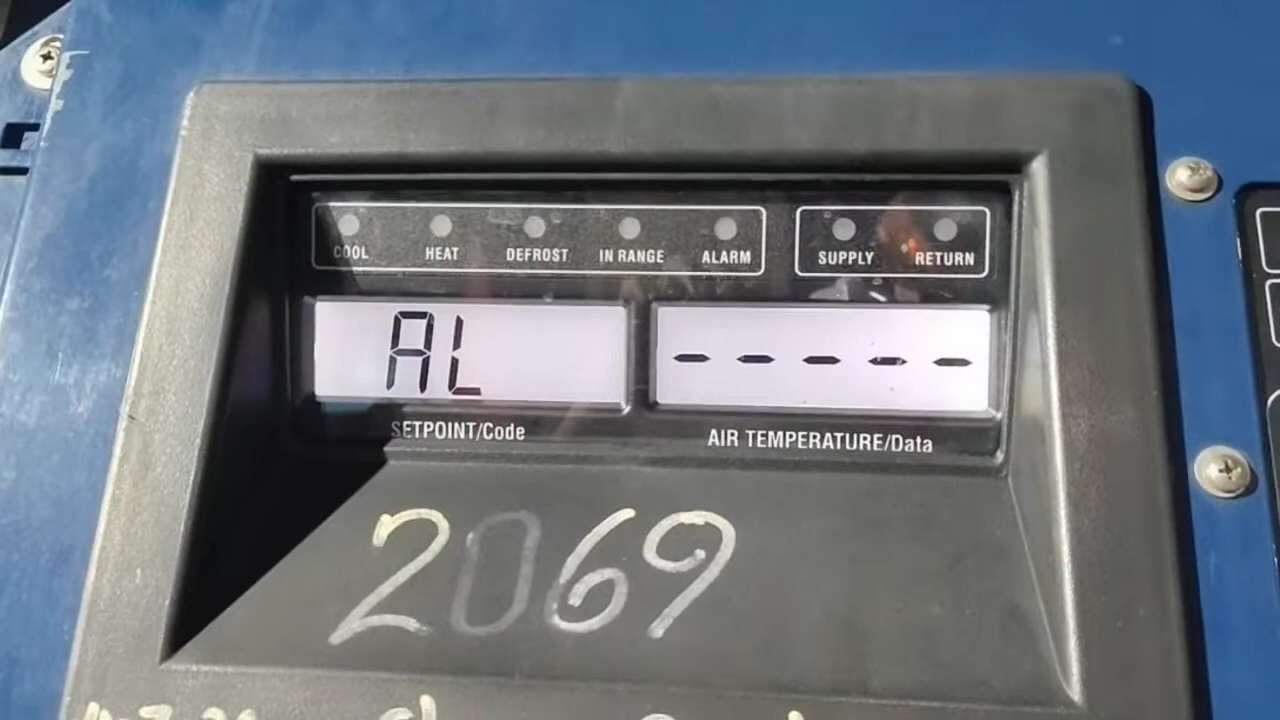 COOL HEAT DEFROST IN RANGE ALARM SUPPLY RETURN
AL - - - - -
SETPOINT/Code AIR TEMPERATURE/Data
2069